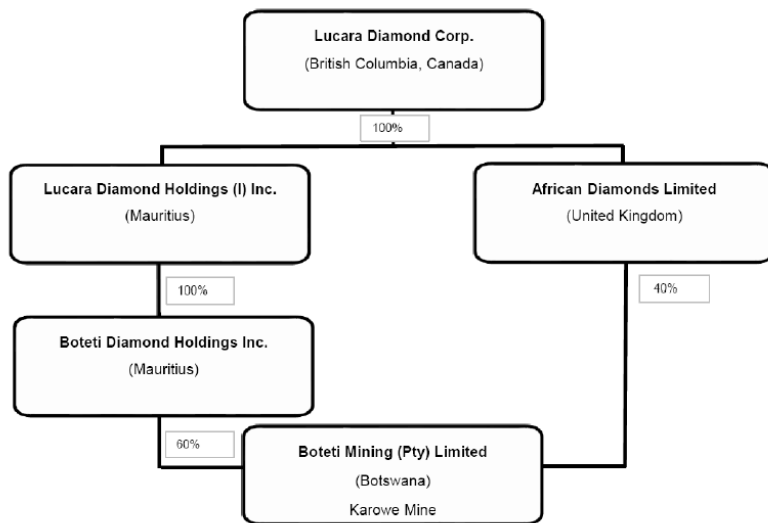 Lucara Diamond Corp.
(British Columbia, Canada)
100%
Lucara Diamond Holdings (I) Inc.
(Mauritius)
African Diamonds Limited
(United Kingdom)
100%
40%
Boteti Diamond Holdings Inc.
(Mauritius)
60%
Boteti Mining (Pty) Limited
(Botswana)
Karowe Mine